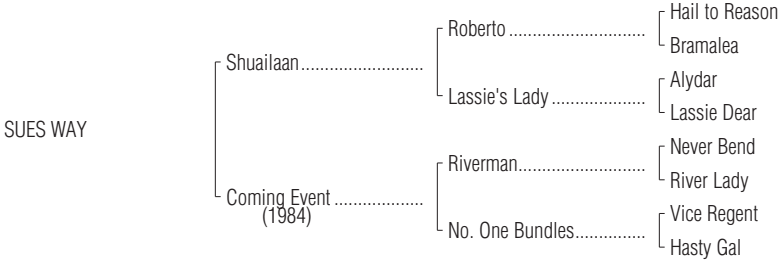 Hail to Reason
Roberto ..............................
Bramalea
Shuailaan...........................
Alydar
Lassie's Lady .....................
Lassie Dear
SUES WAY
Never Bend
Riverman............................
River Lady
Coming Event ...................
(1984)
Vice Regent
No. One Bundles...............
Hasty Gal